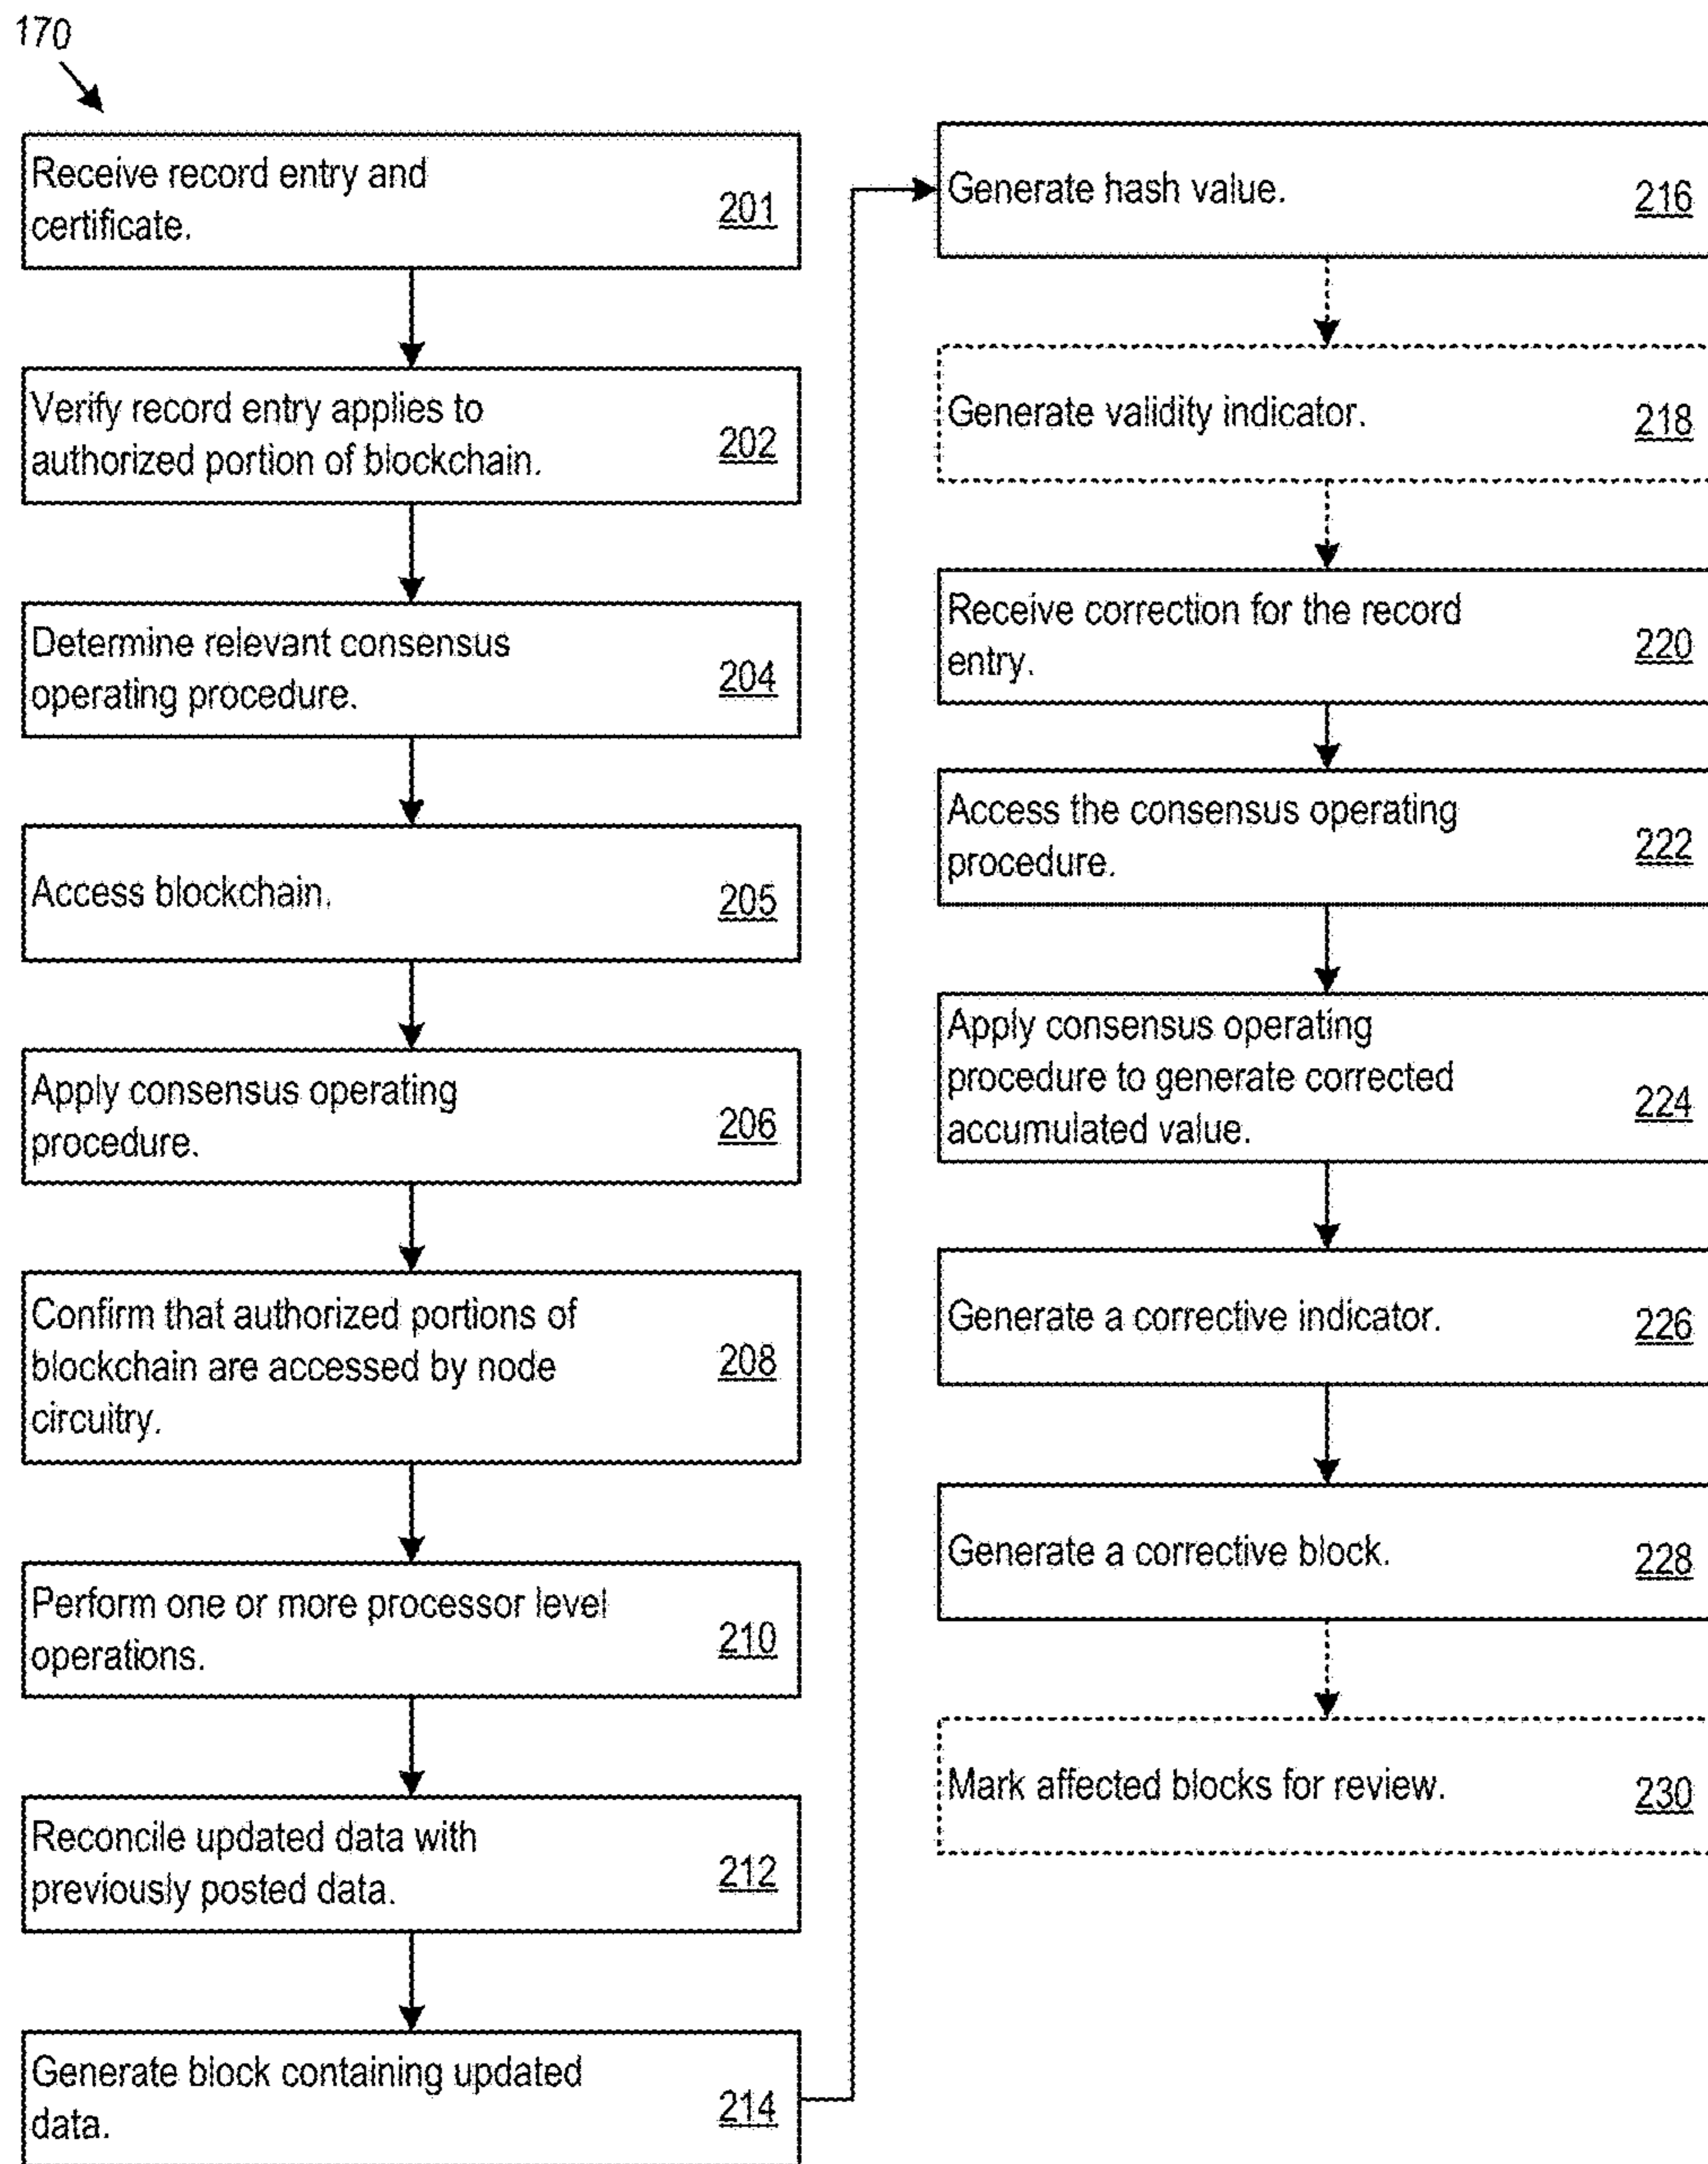 170
Receive record entry and
certificate.
201
Verify record entry applies to
authorized portion of blockchain.
202
Determine relevant consensus
operating procedure.
204
Access blockchain.
205
Apply consensus operating
procedure.
206
Confirm that authorized portions of
blockchain are accessed by node
circuitry.
208
Perform one or more processor level
operations.
210
Reconcile updated data with
previously posted data.
212
Generate block containing updated
data.
214
Generate hash value.
216
Generate validity indicator.
218
Receive correction for the record
entry.
220
Access the consensus operating
procedure.
222
Apply consensus operating
procedure to generate corrected
accumulated value.
224
Generate a corrective indicator.
226
Generate a corrective block.
228
Mark affected blocks for review.
230